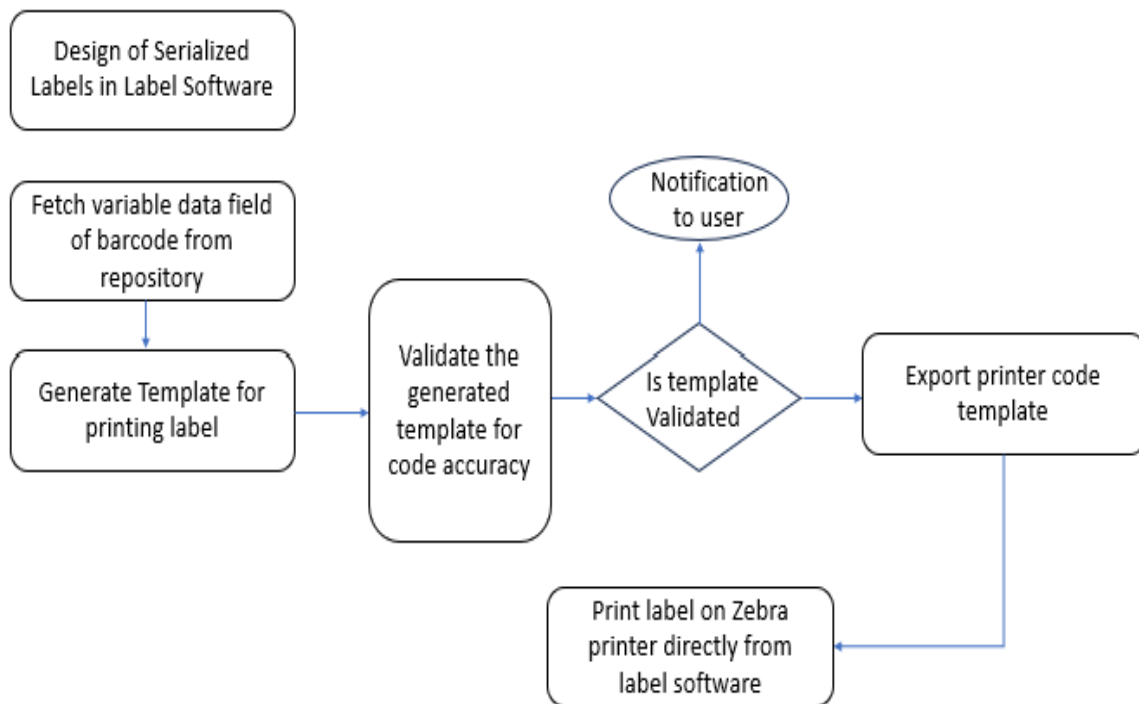 Design of Serialized
Labels in Label Software
Fetch variable data field
of barcode from
repository
Generate Template for
printing label
Validate the
generated
template for
code accuracy
Notification
to user
Is template
Validated
Export printer code
template
Print label on Zebra
printer directly from
label software